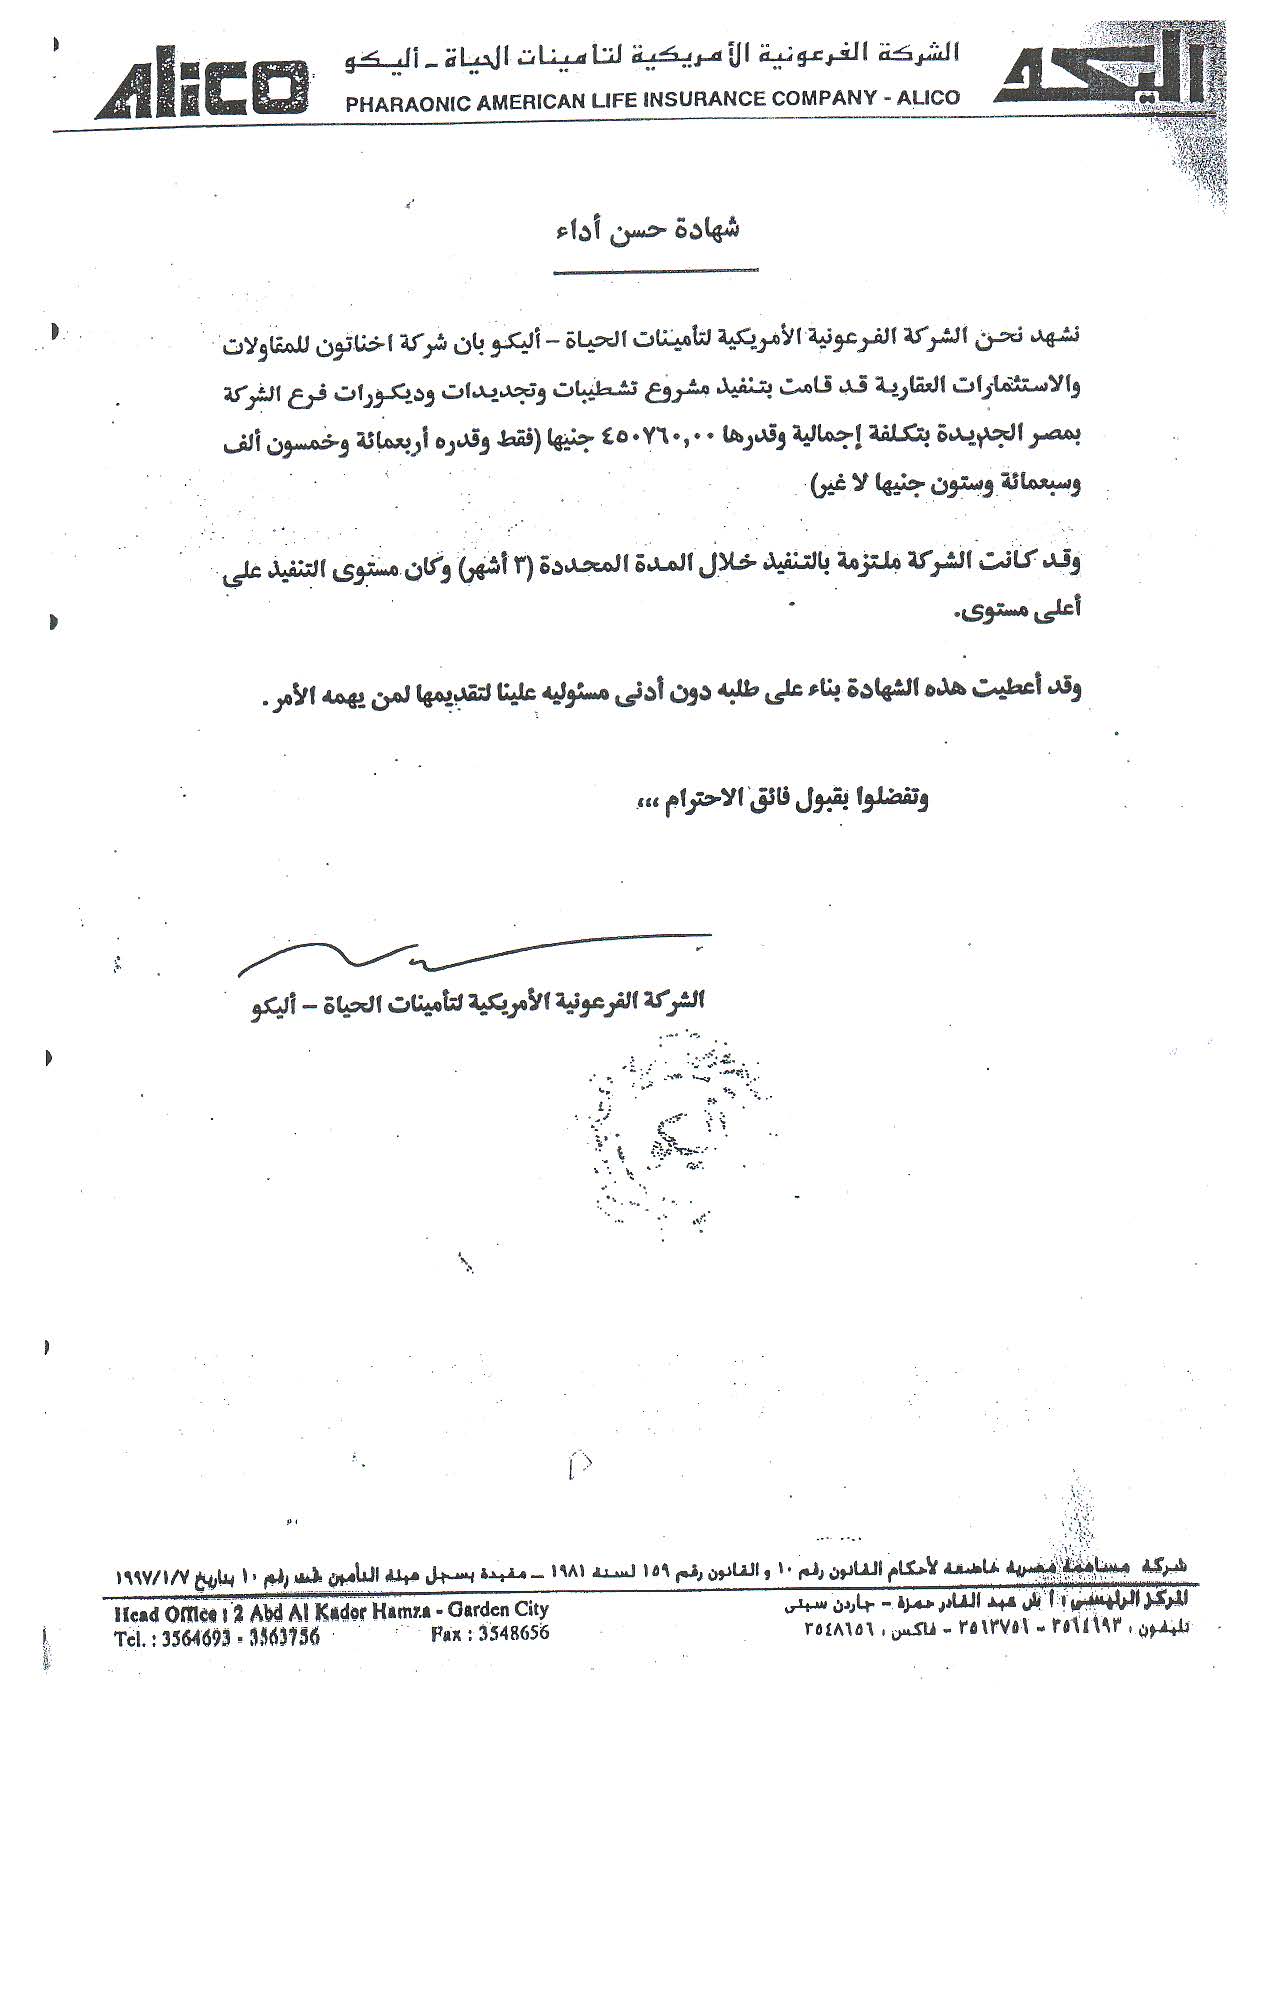 Alico
اليكو
الشركة الفرعونية الأمريكية لتأمينات الحياة - أليكو
PHARAONIC AMERICAN LIFE INSURANCE COMPANY - ALICO
شهادة حسن أداء
نشهد نحن الشركة الفرعونية الأمريكية لتأمينات الحياة – أليكو بان شركة اخناتون للمقاولات
والاستثمارات العقارية قد قامت بتنفيذ مشروع تشطيبات وتجديدات وديكورات فرع الشركة
بمصر الجديدة بتكلفة إجمالية وقدرها ٤٥٠٧٦٠,٠٠ جنيها (فقط وقدره أربعمائة وخمسون ألف
وسبعمائة وستون جنيها لا غير)
وقد كانت الشركة ملتزمة بالتنفيذ خلال المدة المحددة (٣ أشهر) وكان مستوى التنفيذ على
أعلى مستوى.
وقد أعطيت هذه الشهادة بناء على طلبه دون أدنى مسئوليه علينا لتقديمها لمن يهمه الأمر .
وتفضلوا بقبول فائق الاحترام ،،،
الشركة الفرعونية الأمريكية لتأمينات الحياة – أليكو
أليكو
شركة مساهمة مصرية خاضعة لأحكام القانون رقم ١٠ و القانون رقم ١٥٩ لسنة ١٩٨١ – مقيدة بسجل هيئة التأمين تحت رقم ١٠ بتاريخ ١٩٩٧/١/٧
المركز الرئيسى : ٢ ش عبد القادر حمزة - جاردن سيتى
تليفون : ٣٥٦٤٦٩٣ - ٣٥٦٣٧٥٦ - فاكس : ٣٥٤٨٦٥٦
Head Office : 2 Abd Al Kader Hamza - Garden City
Tel. : 3564693 - 3563756 Fax : 3548656